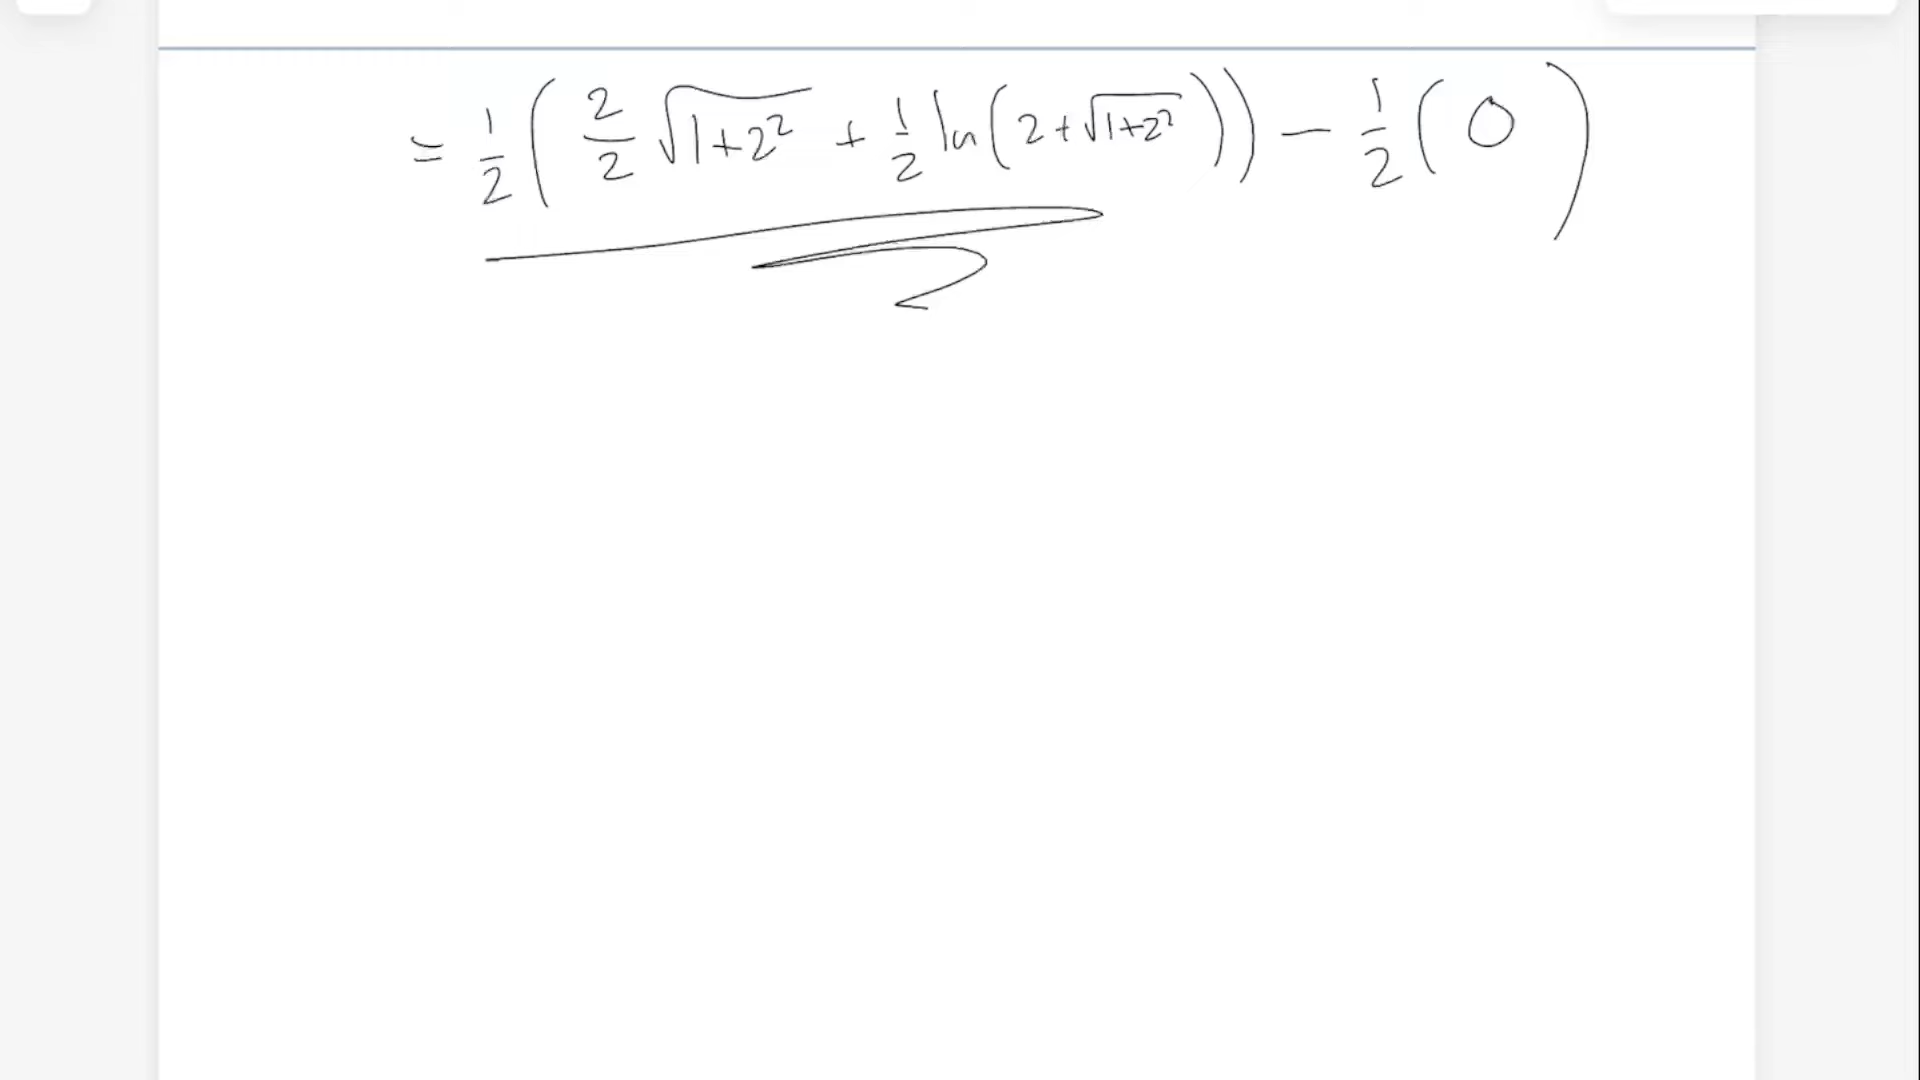 = 1/2 ( 2/2 √(1+2²) + 1/2 ln(2+√(1+2²))) − 1/2 ( 0 )